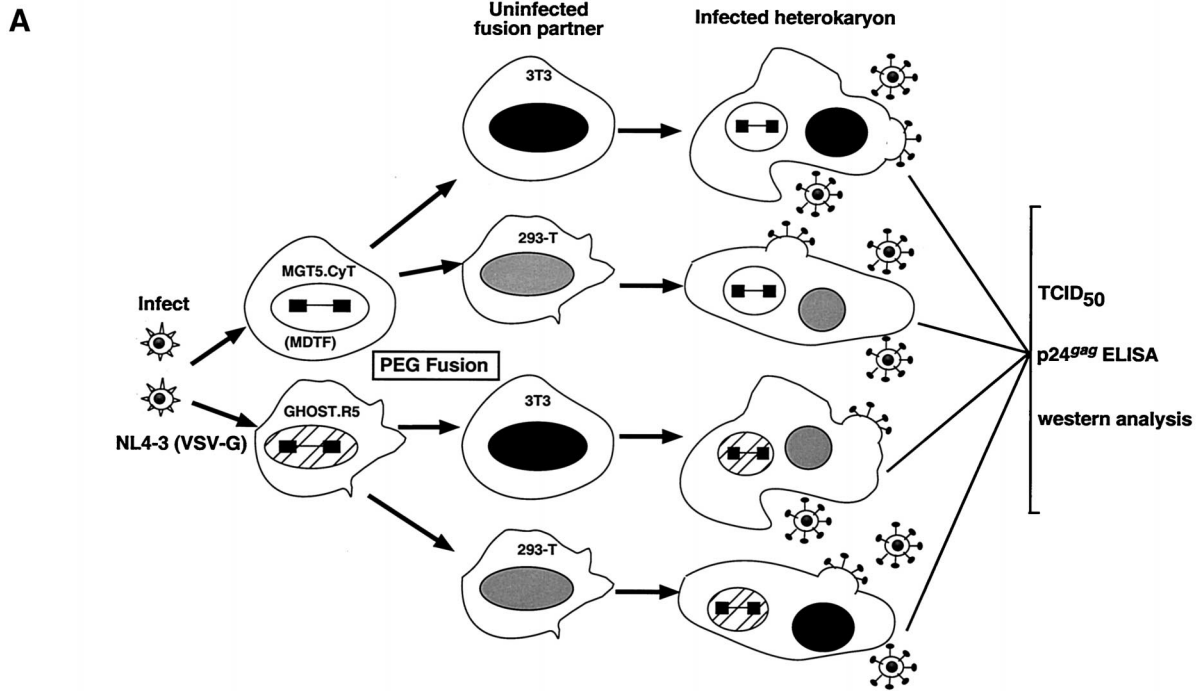 A
Uninfected
fusion partner
Infected heterokaryon
3T3
293-T
MGT5.CyT
(MDTF)
Infect
PEG Fusion
NL4-3 (VSV-G)
GHOST.R5
3T3
293-T
TCID50
p24gag ELISA
western analysis